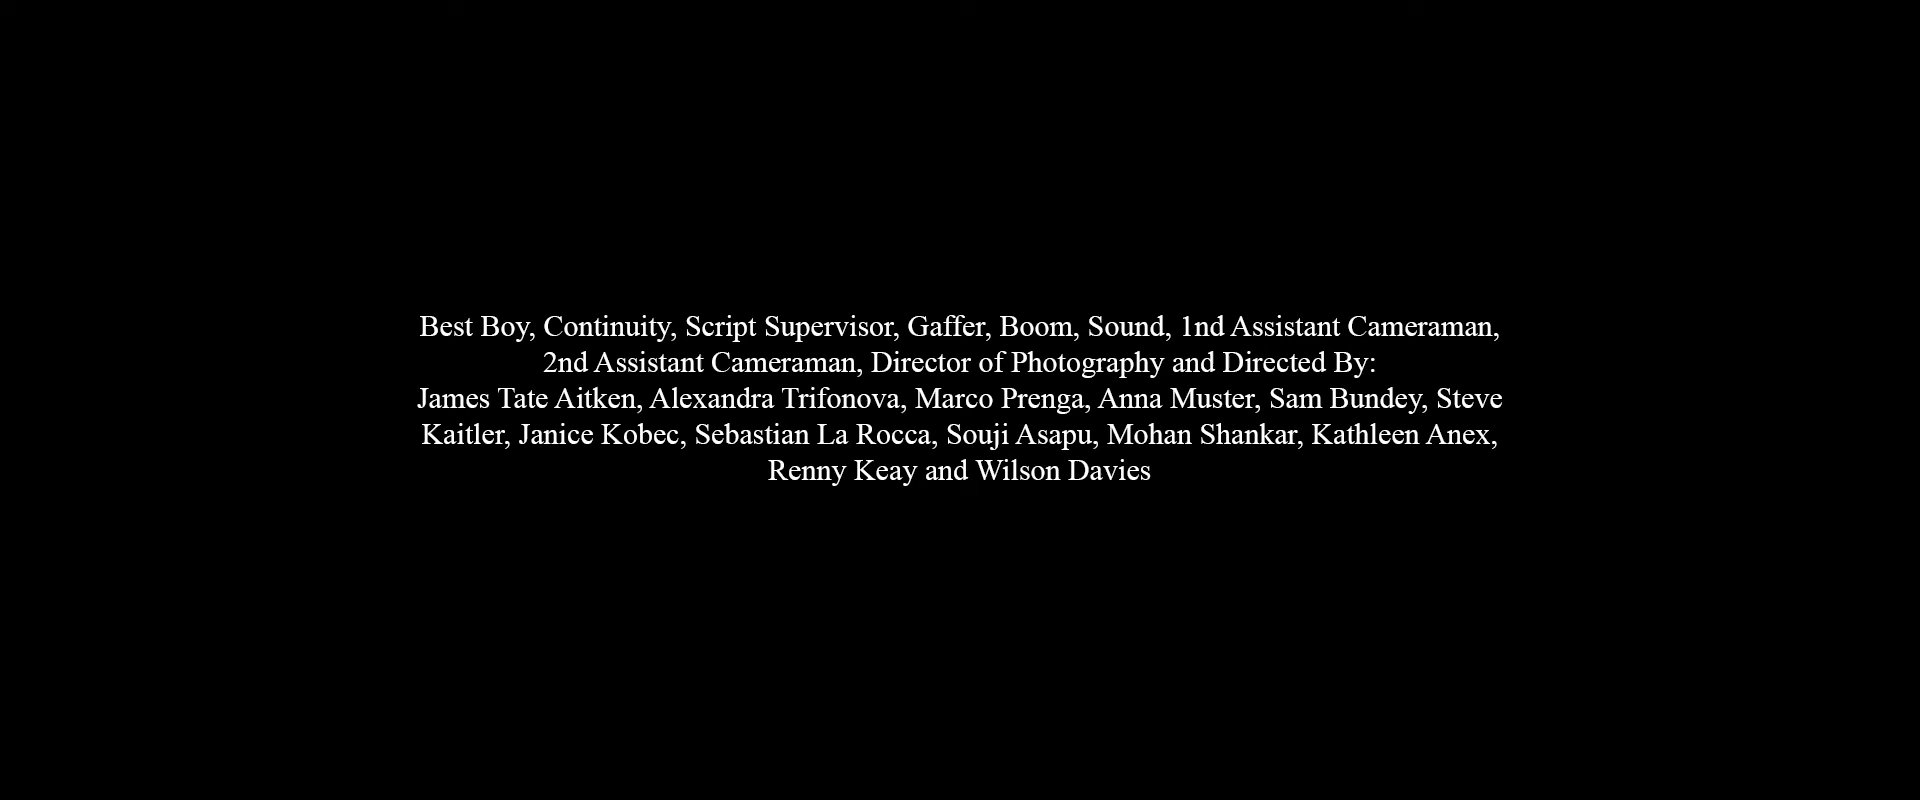 Best Boy, Continuity, Script Supervisor, Gaffer, Boom, Sound, 1nd Assistant Cameraman,
2nd Assistant Cameraman, Director of Photography and Directed By:
James Tate Aitken, Alexandra Trifonova, Marco Prenga, Anna Muster, Sam Bundey, Steve
Kaitler, Janice Kobec, Sebastian La Rocca, Souji Asapu, Mohan Shankar, Kathleen Anex,
Renny Keay and Wilson Davies